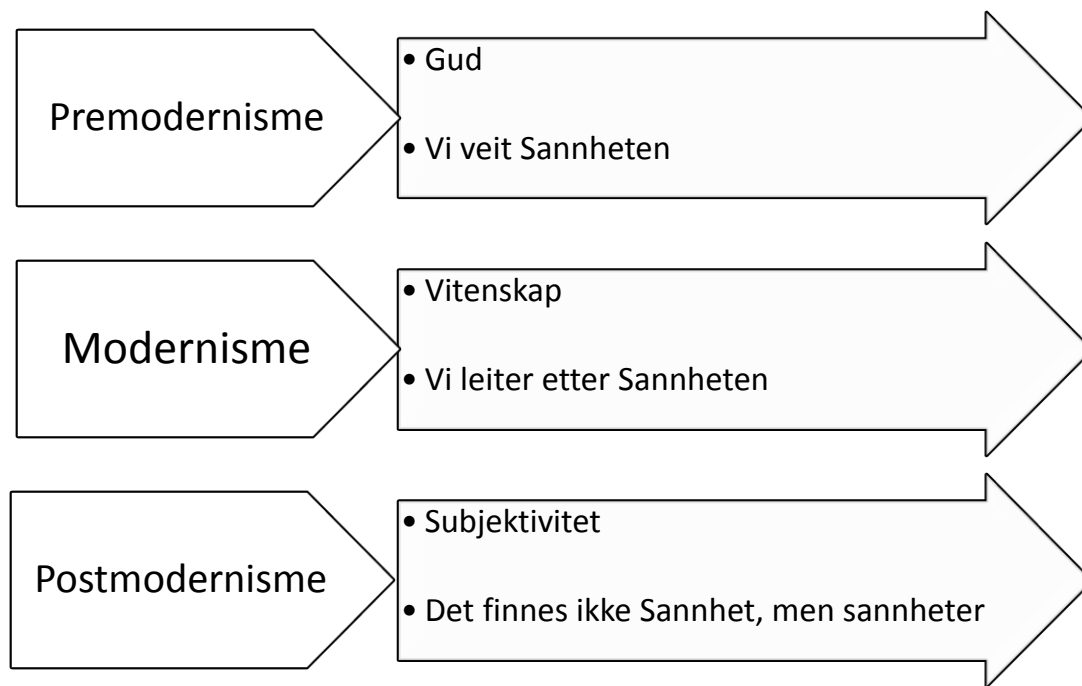 Premodernisme
• Gud
• Vi veit Sannheten
Modernisme
• Vitenskap
• Vi leiter etter Sannheten
Postmodernisme
• Subjektivitet
• Det finnes ikke Sannhet, men sannheter